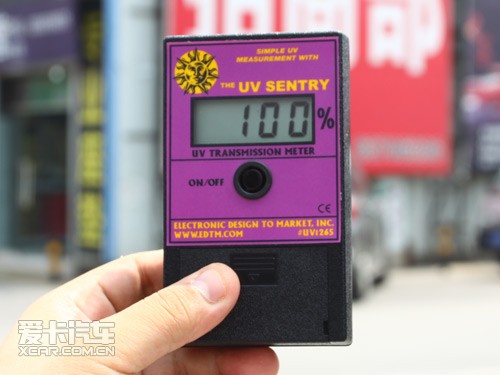 SIMPLE UV
MEASUREMENT WITH
THE UV SENTRY
100%
UV TRANSMISSION METER
ON/OFF
CE
ELECTRONIC DESIGN TO MARKET, INC.
WWW.EDTM.COM #UV126S
爱卡汽车
XCAR.COM.CN